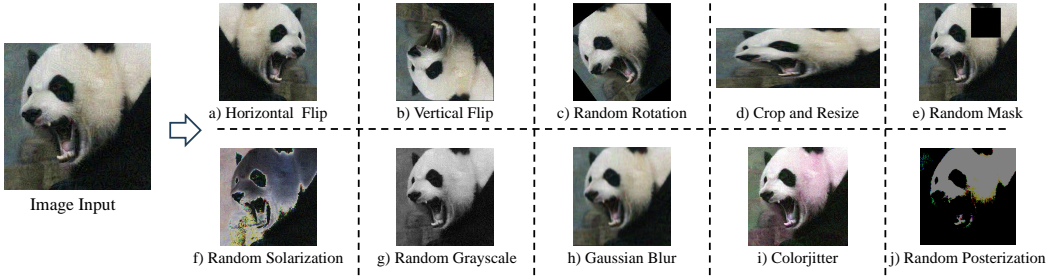 Image Input
a) Horizontal Flip
b) Vertical Flip
c) Random Rotation
d) Crop and Resize
e) Random Mask
f) Random Solarization
g) Random Grayscale
h) Gaussian Blur
i) Colorjitter
j) Random Posterization